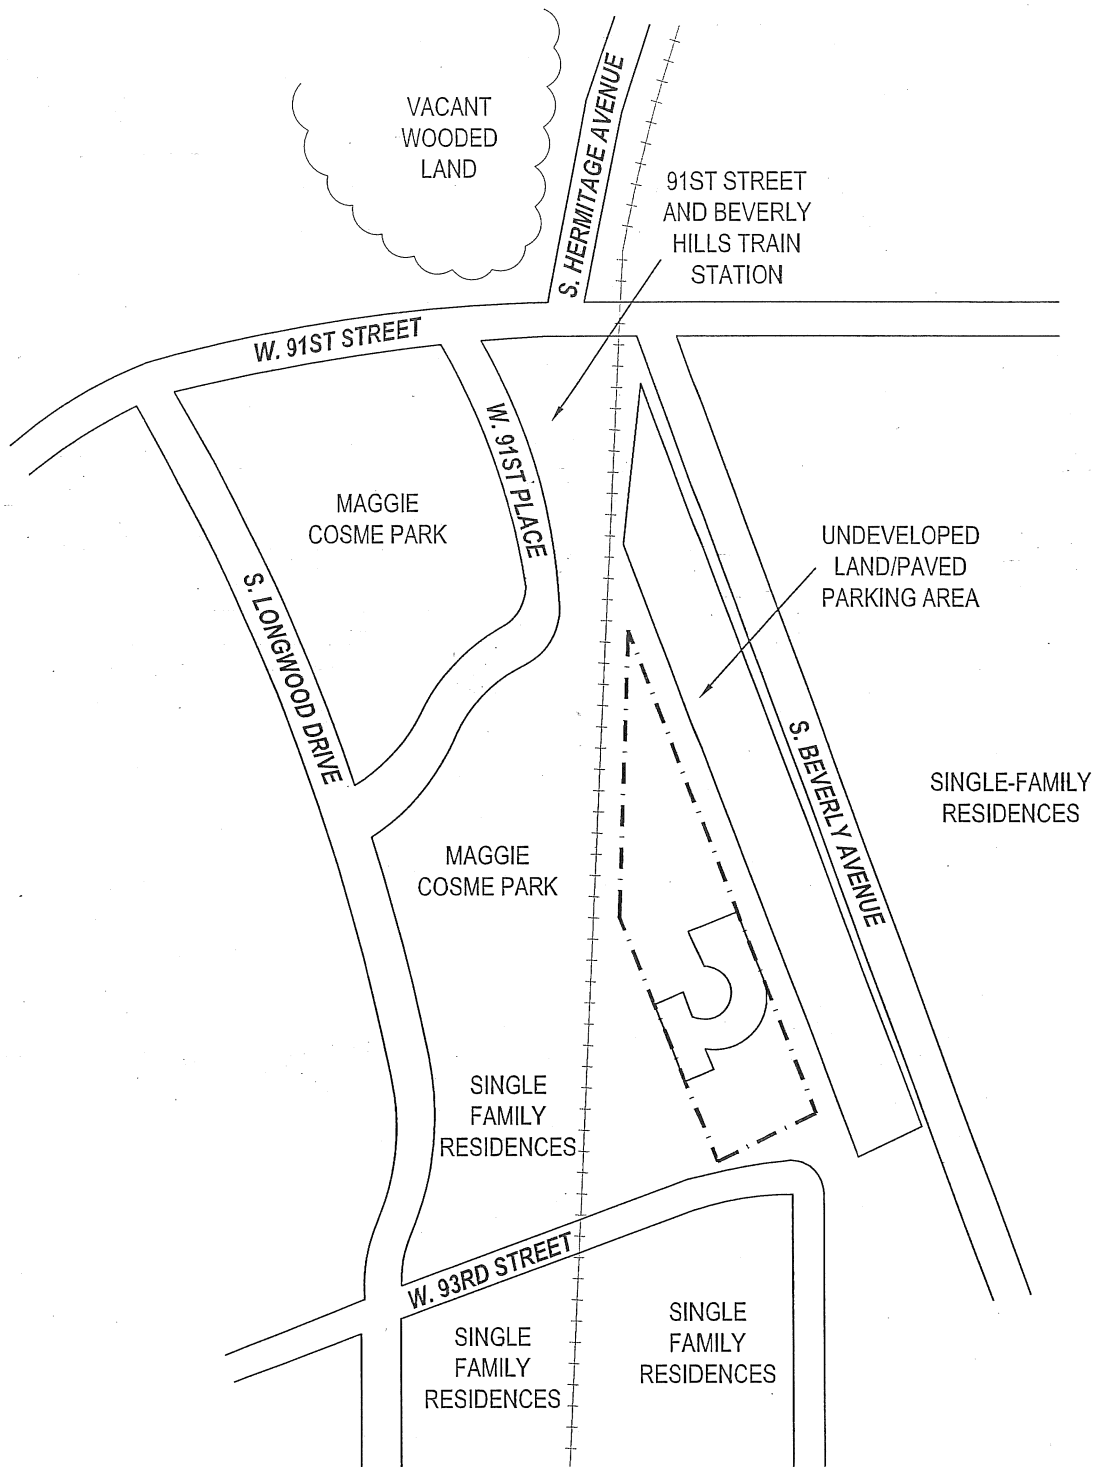 VACANT
WOODED
LAND
S. HERMITAGE AVENUE
91ST STREET
AND BEVERLY
HILLS TRAIN
STATION
W. 91ST STREET
W. 91ST PLACE
MAGGIE
COSME PARK
UNDEVELOPED
LAND/PAVED
PARKING AREA
S. LONGWOOD DRIVE
S. BEVERLY AVENUE
SINGLE-FAMILY
RESIDENCES
MAGGIE
COSME PARK
SINGLE
FAMILY
RESIDENCES
W. 93RD STREET
SINGLE
FAMILY
RESIDENCES
SINGLE
FAMILY
RESIDENCES